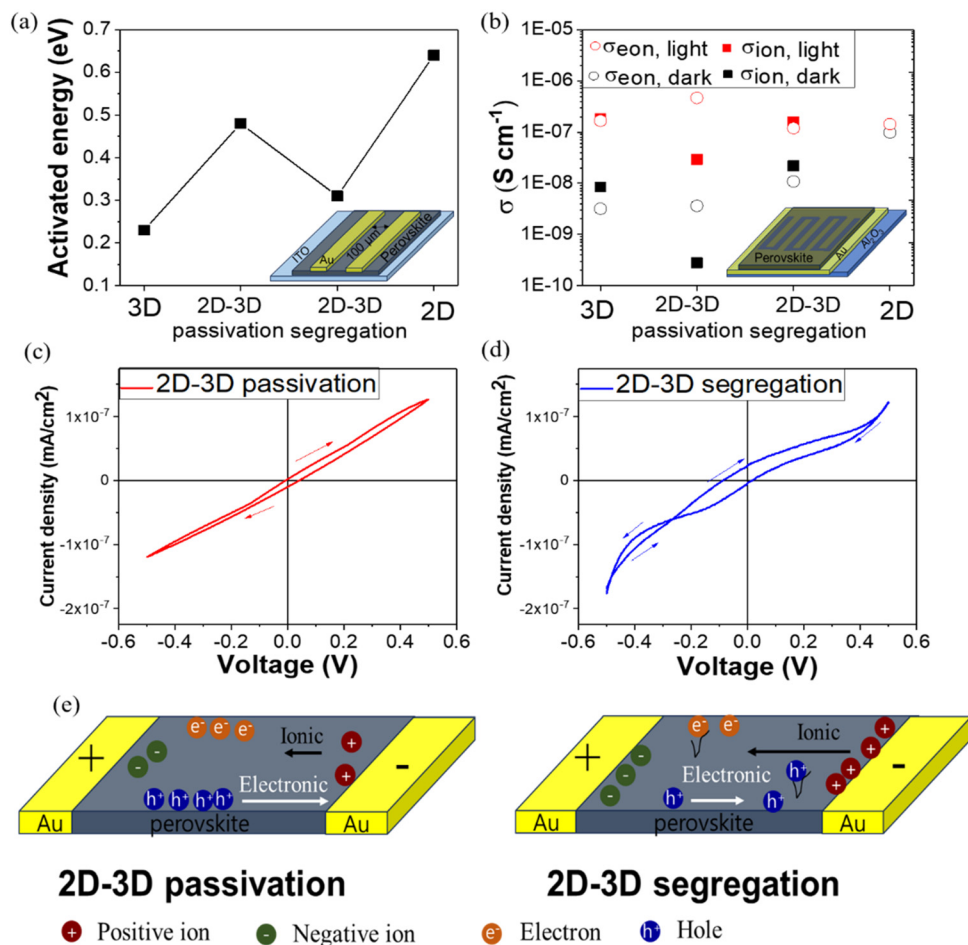 (a)
Activated energy (eV)
0.7
0.6
0.5
0.4
0.3
0.2
0.1
3D 2D-3D 2D-3D 2D
passivation segregation
ITO
Au
100 μm
Perovskite
(b)
σ (S cm⁻¹)
1E-05
1E-06
1E-07
1E-08
1E-09
1E-10
σeon, light σion, light
σeon, dark σion, dark
3D 2D-3D 2D-3D 2D
passivation segregation
Perovskite
Au
Al₂O₃
(c)
2D-3D passivation
Current density (mA/cm²)
1x10⁻⁷
0
-1x10⁻⁷
-2x10⁻⁷
-0.6 -0.4 -0.2 0.0 0.2 0.4 0.6
Voltage (V)
(d)
2D-3D segregation
Current density (mA/cm²)
1x10⁻⁷
0
-1x10⁻⁷
-2x10⁻⁷
-0.6 -0.4 -0.2 0.0 0.2 0.4 0.6
Voltage (V)
(e)
+ - - e⁻ e⁻ e⁻ Ionic + + -
Electronic
h⁺ h⁺ h⁺ h⁺
Au perovskite Au
2D-3D passivation
+ - - - e⁻ e⁻ Ionic + + + + -
Electronic
h⁺ h⁺ h⁺
Au perovskite Au
2D-3D segregation
+ Positive ion - Negative ion e⁻ Electron h⁺ Hole